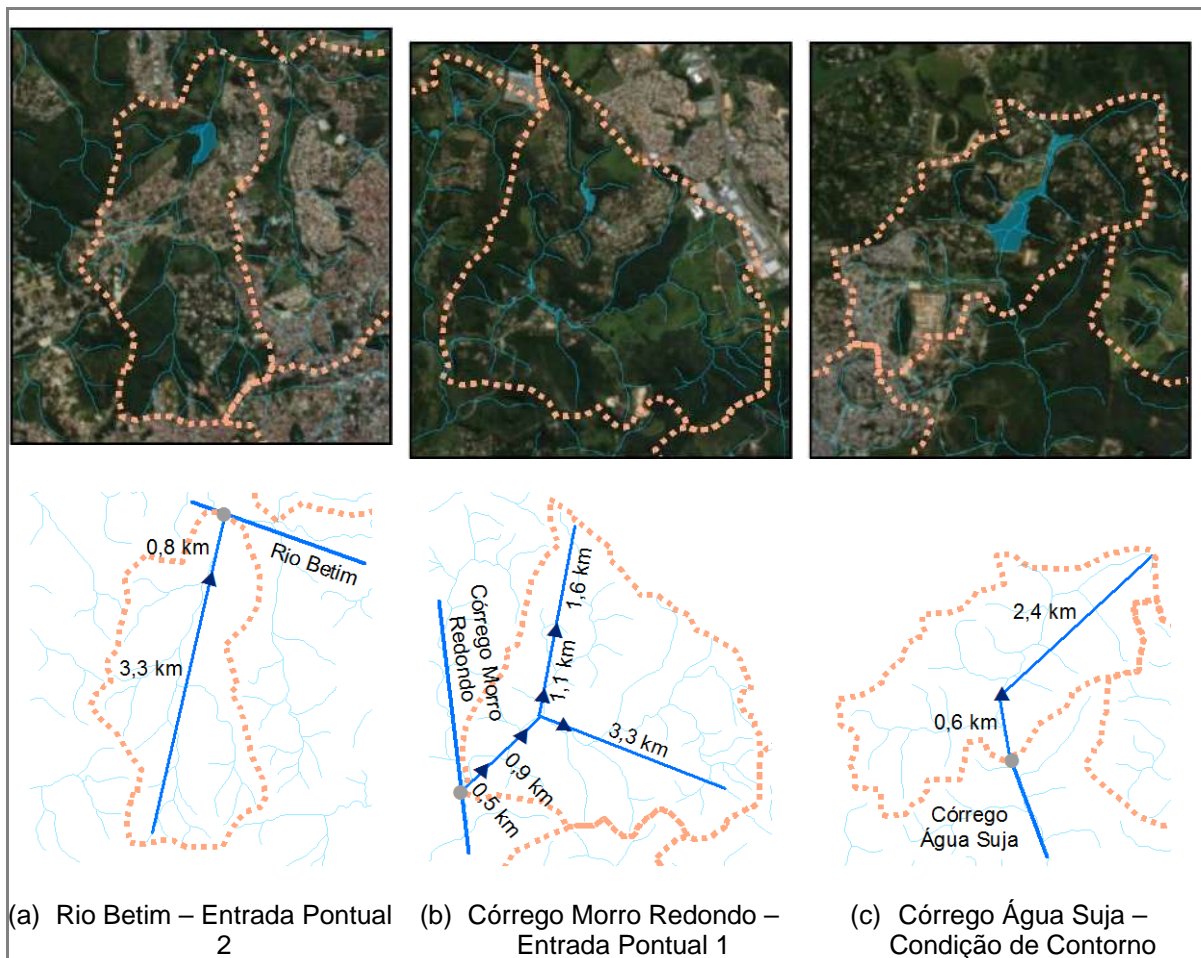 0,8 km
Rio Betim
3,3 km
Córrego Morro
Redondo
1,6 km
1,1 km
3,3 km
0,9 km
0,5 km
2,4 km
0,6 km
Córrego
Água Suja
(a) Rio Betim – Entrada Pontual
2
(b) Córrego Morro Redondo –
Entrada Pontual 1
(c) Córrego Água Suja –
Condição de Contorno